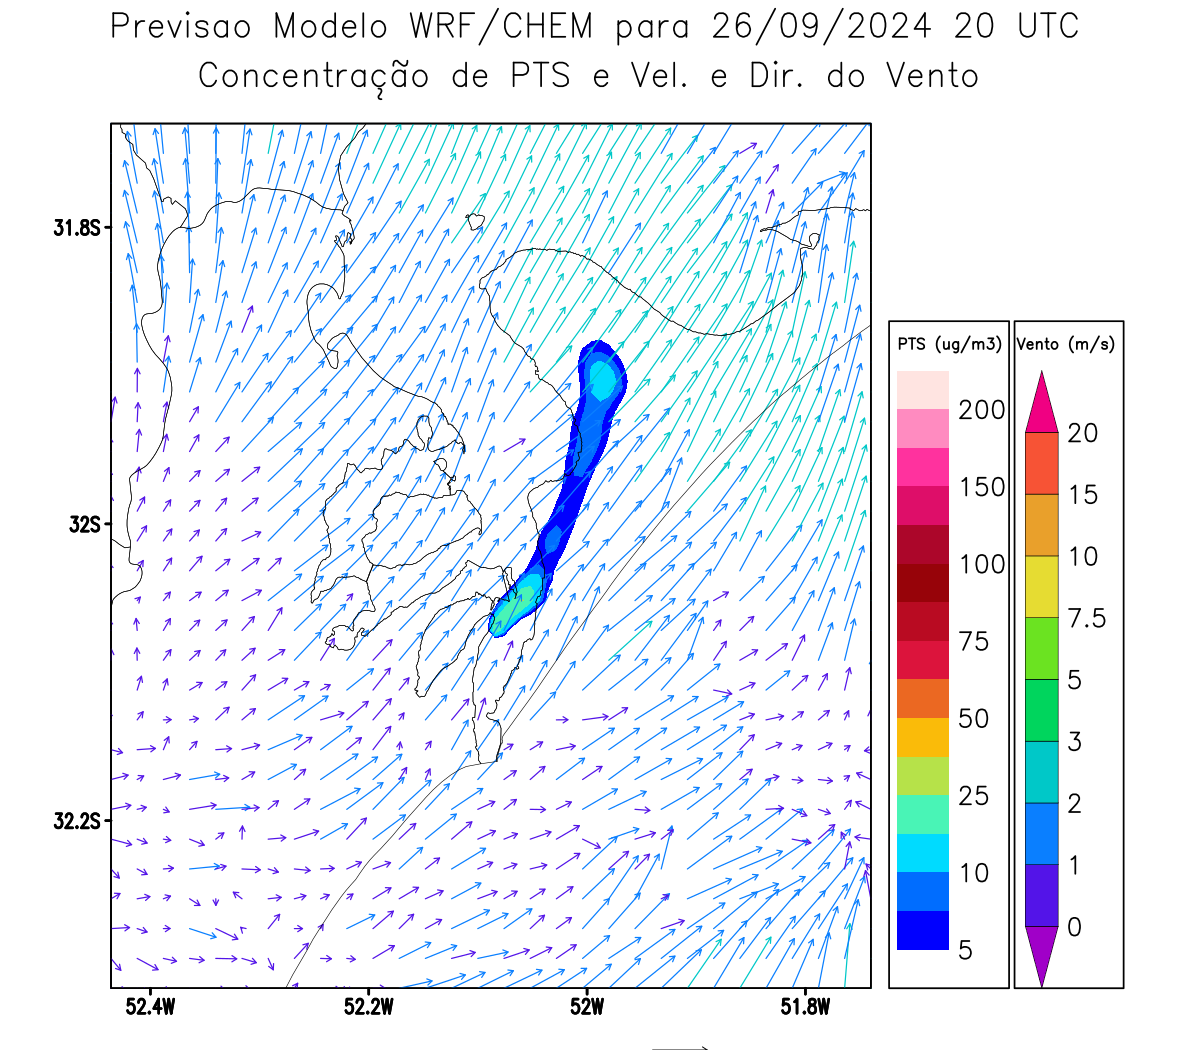 Previsao Modelo WRF/CHEM para 26/09/2024 20 UTC
Concentração de PTS e Vel. e Dir. do Vento
31.8S
32S
32.2S
52.4W
52.2W
52W
51.8W
PTS (ug/m3)
200
150
100
75
50
25
10
5
Vento (m/s)
20
15
10
7.5
5
3
2
1
0